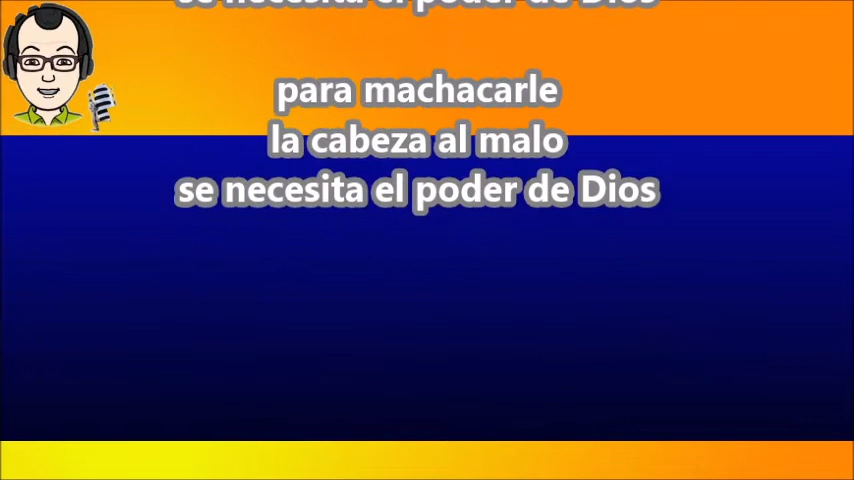 se necesita el poder de Dios
para machacarle
la cabeza al malo
se necesita el poder de Dios